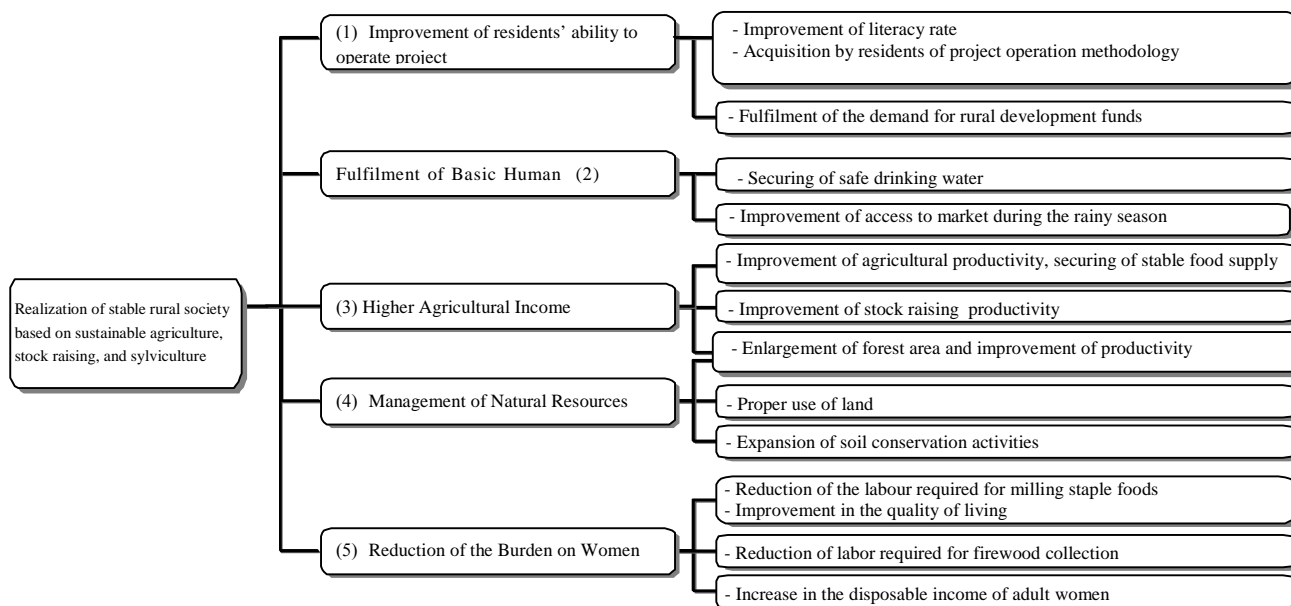 Realization of stable rural society
based on sustainable agriculture,
stock raising, and sylviculture
(1) Improvement of residents’ ability to
operate project
- Improvement of literacy rate
- Acquisition by residents of project operation methodology
- Fulfilment of the demand for rural development funds
Fulfilment of Basic Human (2)
- Securing of safe drinking water
- Improvement of access to market during the rainy season
(3) Higher Agricultural Income
- Improvement of agricultural productivity, securing of stable food supply
- Improvement of stock raising productivity
- Enlargement of forest area and improvement of productivity
(4) Management of Natural Resources
- Proper use of land
- Expansion of soil conservation activities
(5) Reduction of the Burden on Women
- Reduction of the labour required for milling staple foods
- Improvement in the quality of living
- Reduction of labor required for firewood collection
- Increase in the disposable income of adult women